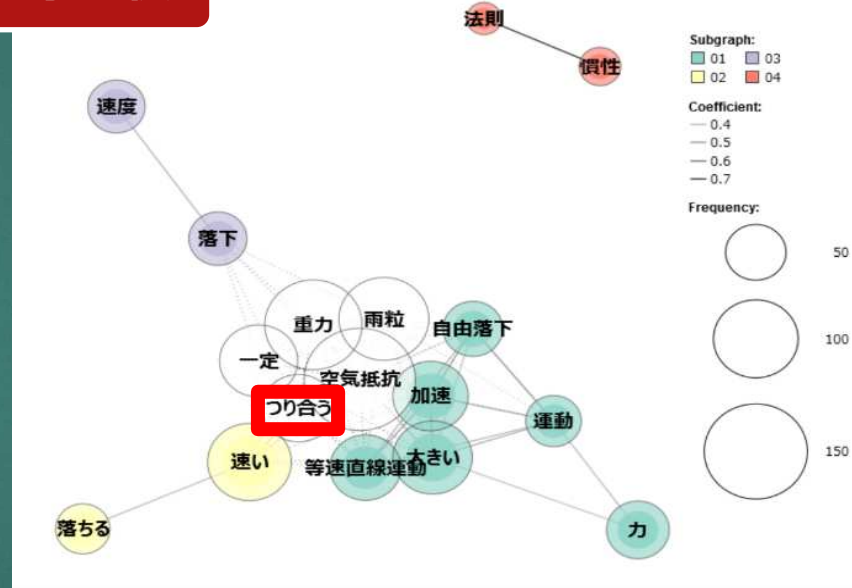 法則
慣性
速度
落下
重力
雨粒
自由落下
一定
空気抵抗
加速
つり合う
運動
速い
等速直線運動
大きい
落ちる
力
Subgraph:
01 03
02 04
Coefficient:
0.4
0.5
0.6
0.7
Frequency:
50
100
150